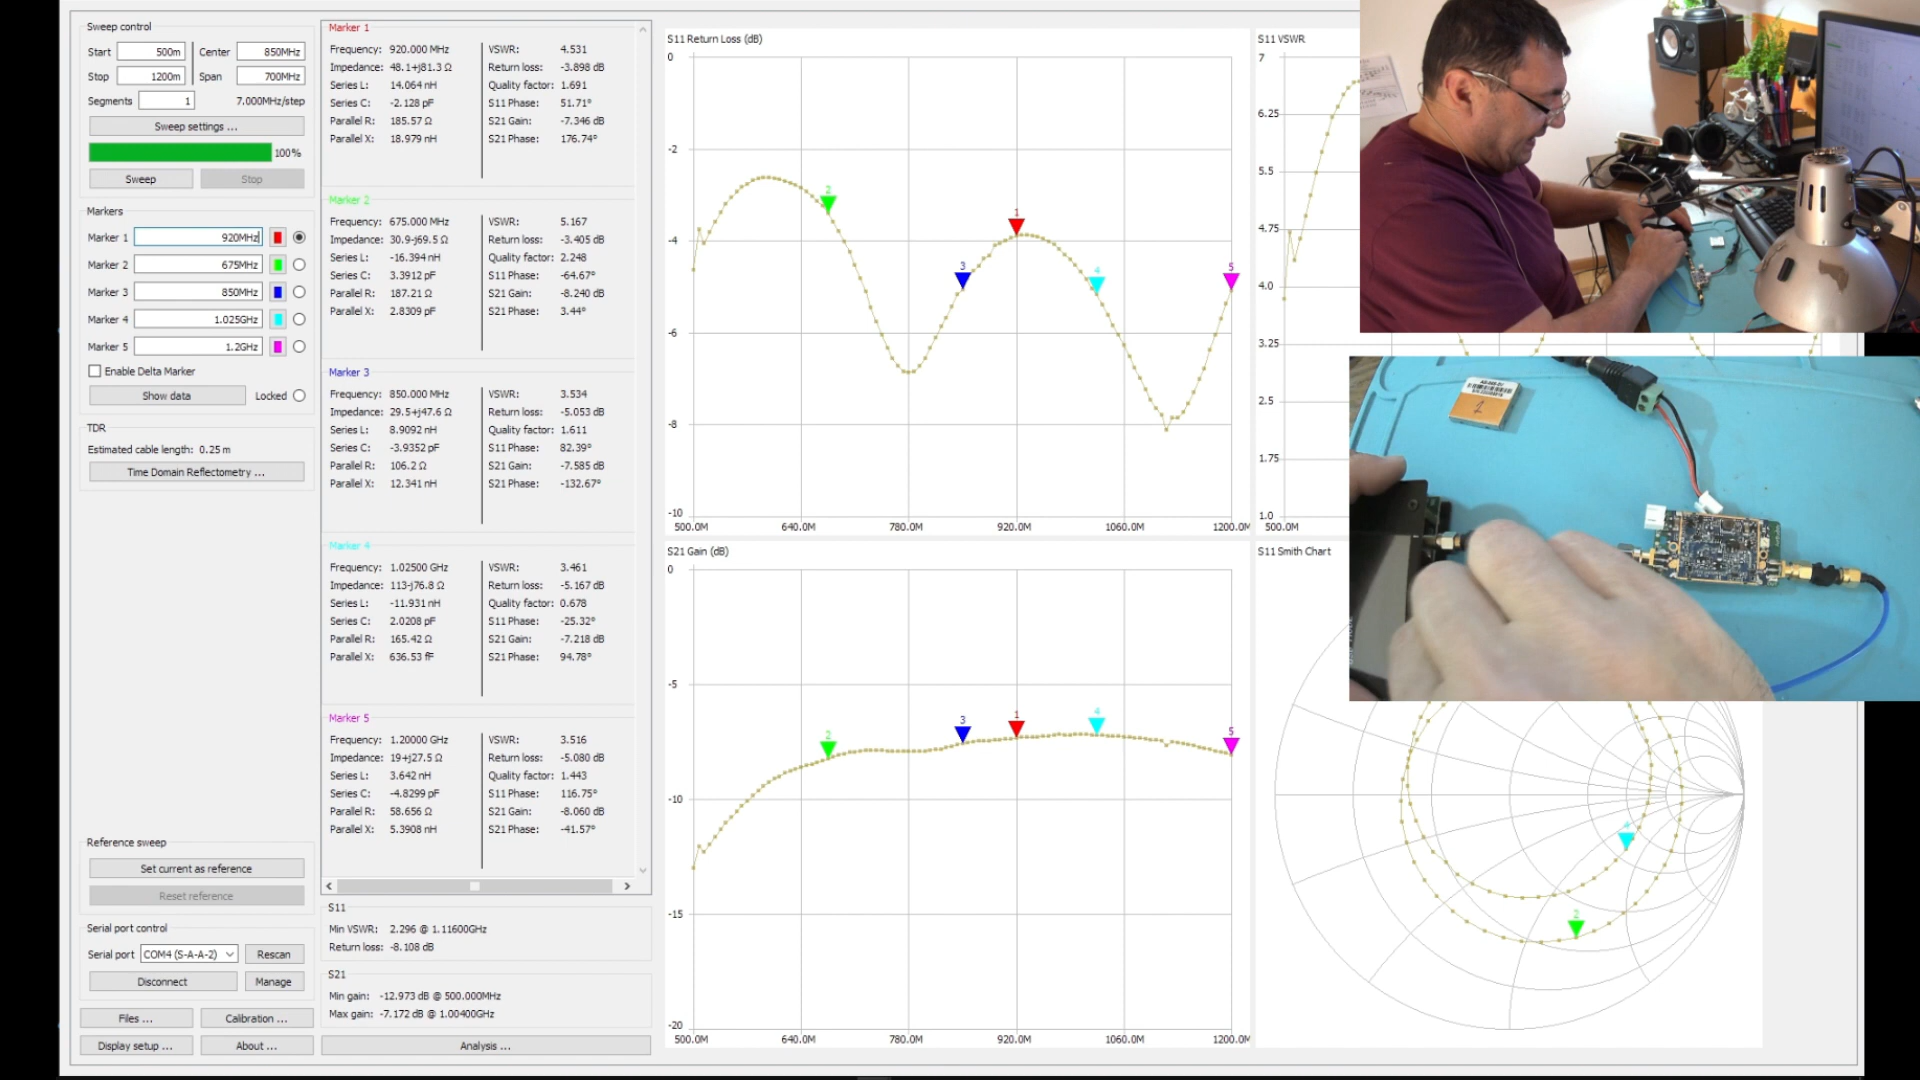 Sweep control
Start 500m Center 850MHz
Stop 1200m Span 700MHz
Segments 1 7.000MHz/step
Sweep settings ...
100%
Sweep Stop
Markers
Marker 1 920MHz
Marker 2 675MHz
Marker 3 850MHz
Marker 4 1.025GHz
Marker 5 1.2GHz
Enable Delta Marker
Show data Locked
TDR
Estimated cable length: 0.25 m
Time Domain Reflectometry ...
Reference sweep
Set current as reference
Reset reference
Serial port control
Serial port COM4 (S-A-A-2) Rescan
Disconnect Manage
Files ... Calibration ...
Display setup ... About ...
Marker 1
Frequency: 920.000 MHz VSWR: 4.531
Impedance: 48.1+j81.3 Ω Return loss: -3.898 dB
Series L: 14.064 nH Quality factor: 1.691
Series C: -2.128 pF S11 Phase: 51.71°
Parallel R: 185.57 Ω S21 Gain: -7.346 dB
Parallel X: 18.979 nH S21 Phase: 176.74°
Marker 2
Frequency: 675.000 MHz VSWR: 5.167
Impedance: 30.9-j69.5 Ω Return loss: -3.405 dB
Series L: -16.394 nH Quality factor: 2.248
Series C: 3.3912 pF S11 Phase: -64.67°
Parallel R: 187.21 Ω S21 Gain: -8.240 dB
Parallel X: 2.8309 pF S21 Phase: 3.44°
Marker 3
Frequency: 850.000 MHz VSWR: 3.534
Impedance: 29.5+j47.6 Ω Return loss: -5.053 dB
Series L: 8.9092 nH Quality factor: 1.611
Series C: -3.9352 pF S11 Phase: 82.39°
Parallel R: 106.2 Ω S21 Gain: -7.585 dB
Parallel X: 12.341 nH S21 Phase: -132.67°
Marker 4
Frequency: 1.02500 GHz VSWR: 3.461
Impedance: 113-j76.8 Ω Return loss: -5.167 dB
Series L: -11.931 nH Quality factor: 0.678
Series C: 2.0208 pF S11 Phase: -25.32°
Parallel R: 165.42 Ω S21 Gain: -7.218 dB
Parallel X: 636.53 fF S21 Phase: 94.78°
Marker 5
Frequency: 1.20000 GHz VSWR: 3.516
Impedance: 19+j27.5 Ω Return loss: -5.080 dB
Series L: 3.642 nH Quality factor: 1.443
Series C: -4.8299 pF S11 Phase: 116.75°
Parallel R: 58.656 Ω S21 Gain: -8.060 dB
Parallel X: 5.3908 nH S21 Phase: -41.57°
S11
Min VSWR: 2.296 @ 1.11600GHz
Return loss: -8.108 dB
S21
Min gain: -12.973 dB @ 500.000MHz
Max gain: -7.172 dB @ 1.00400GHz
Analysis ...
S11 Return Loss (dB)
0
-2
-4
-6
-8
-10
2
1
3
4
5
500.0M 640.0M 780.0M 920.0M 1060.0M 1200.0M
S21 Gain (dB)
0
-5
-10
-15
-20
2
3
1
4
5
500.0M 640.0M 780.0M 920.0M 1060.0M 1200.0M
S11 VSWR
7
6.25
5.5
4.75
4.0
3.25
2.5
1.75
1.0
500.0M
S11 Smith Chart
4
2